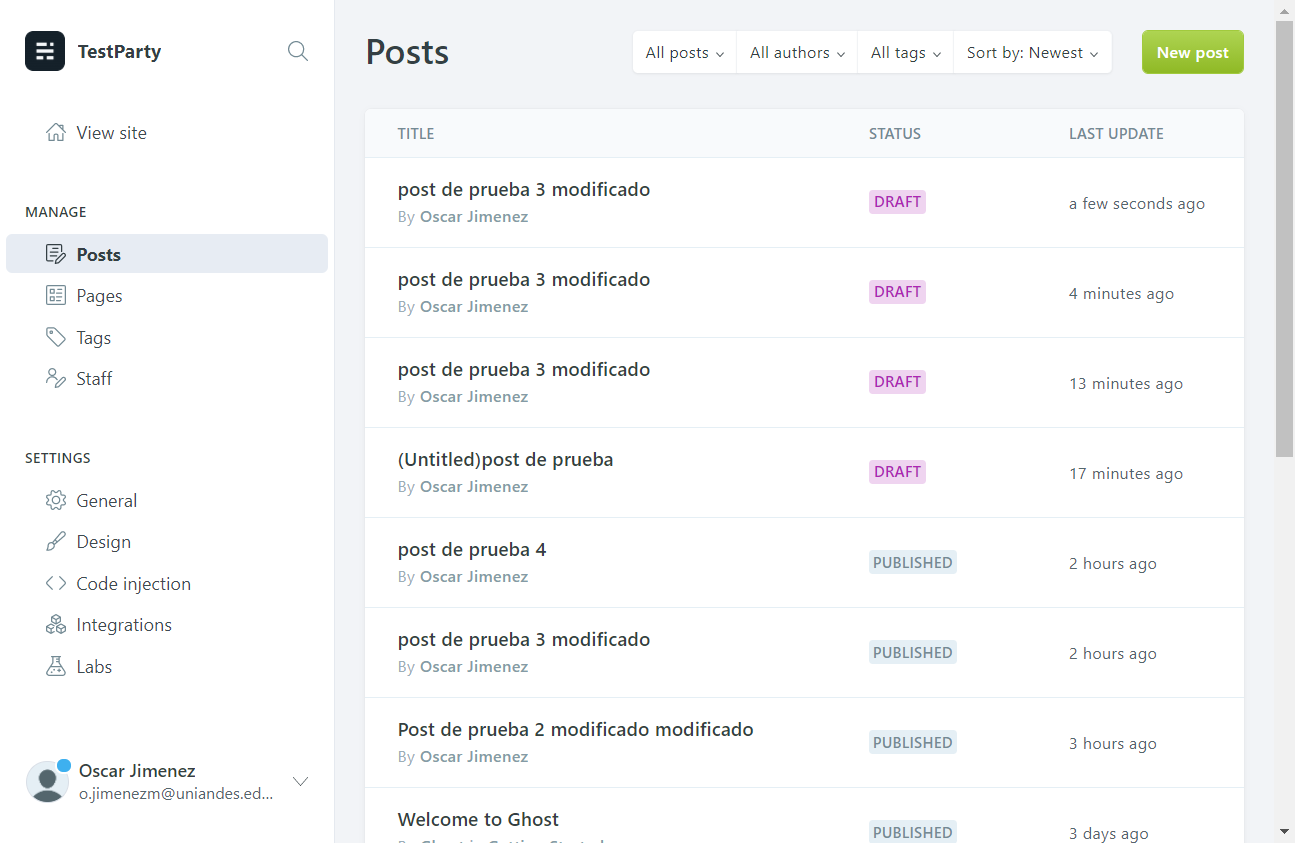 TestParty
View site
MANAGE
Posts
Pages
Tags
Staff
SETTINGS
General
Design
Code injection
Integrations
Labs
Oscar Jimenez
o.jimenezm@uniandes.ed...
Posts
All posts
All authors
All tags
Sort by: Newest
New post
TITLE STATUS LAST UPDATE
post de prueba 3 modificado
By Oscar Jimenez
DRAFT
a few seconds ago
post de prueba 3 modificado
By Oscar Jimenez
DRAFT
4 minutes ago
post de prueba 3 modificado
By Oscar Jimenez
DRAFT
13 minutes ago
(Untitled)post de prueba
By Oscar Jimenez
DRAFT
17 minutes ago
post de prueba 4
By Oscar Jimenez
PUBLISHED
2 hours ago
post de prueba 3 modificado
By Oscar Jimenez
PUBLISHED
2 hours ago
Post de prueba 2 modificado modificado
By Oscar Jimenez
PUBLISHED
3 hours ago
Welcome to Ghost
PUBLISHED
3 days ago